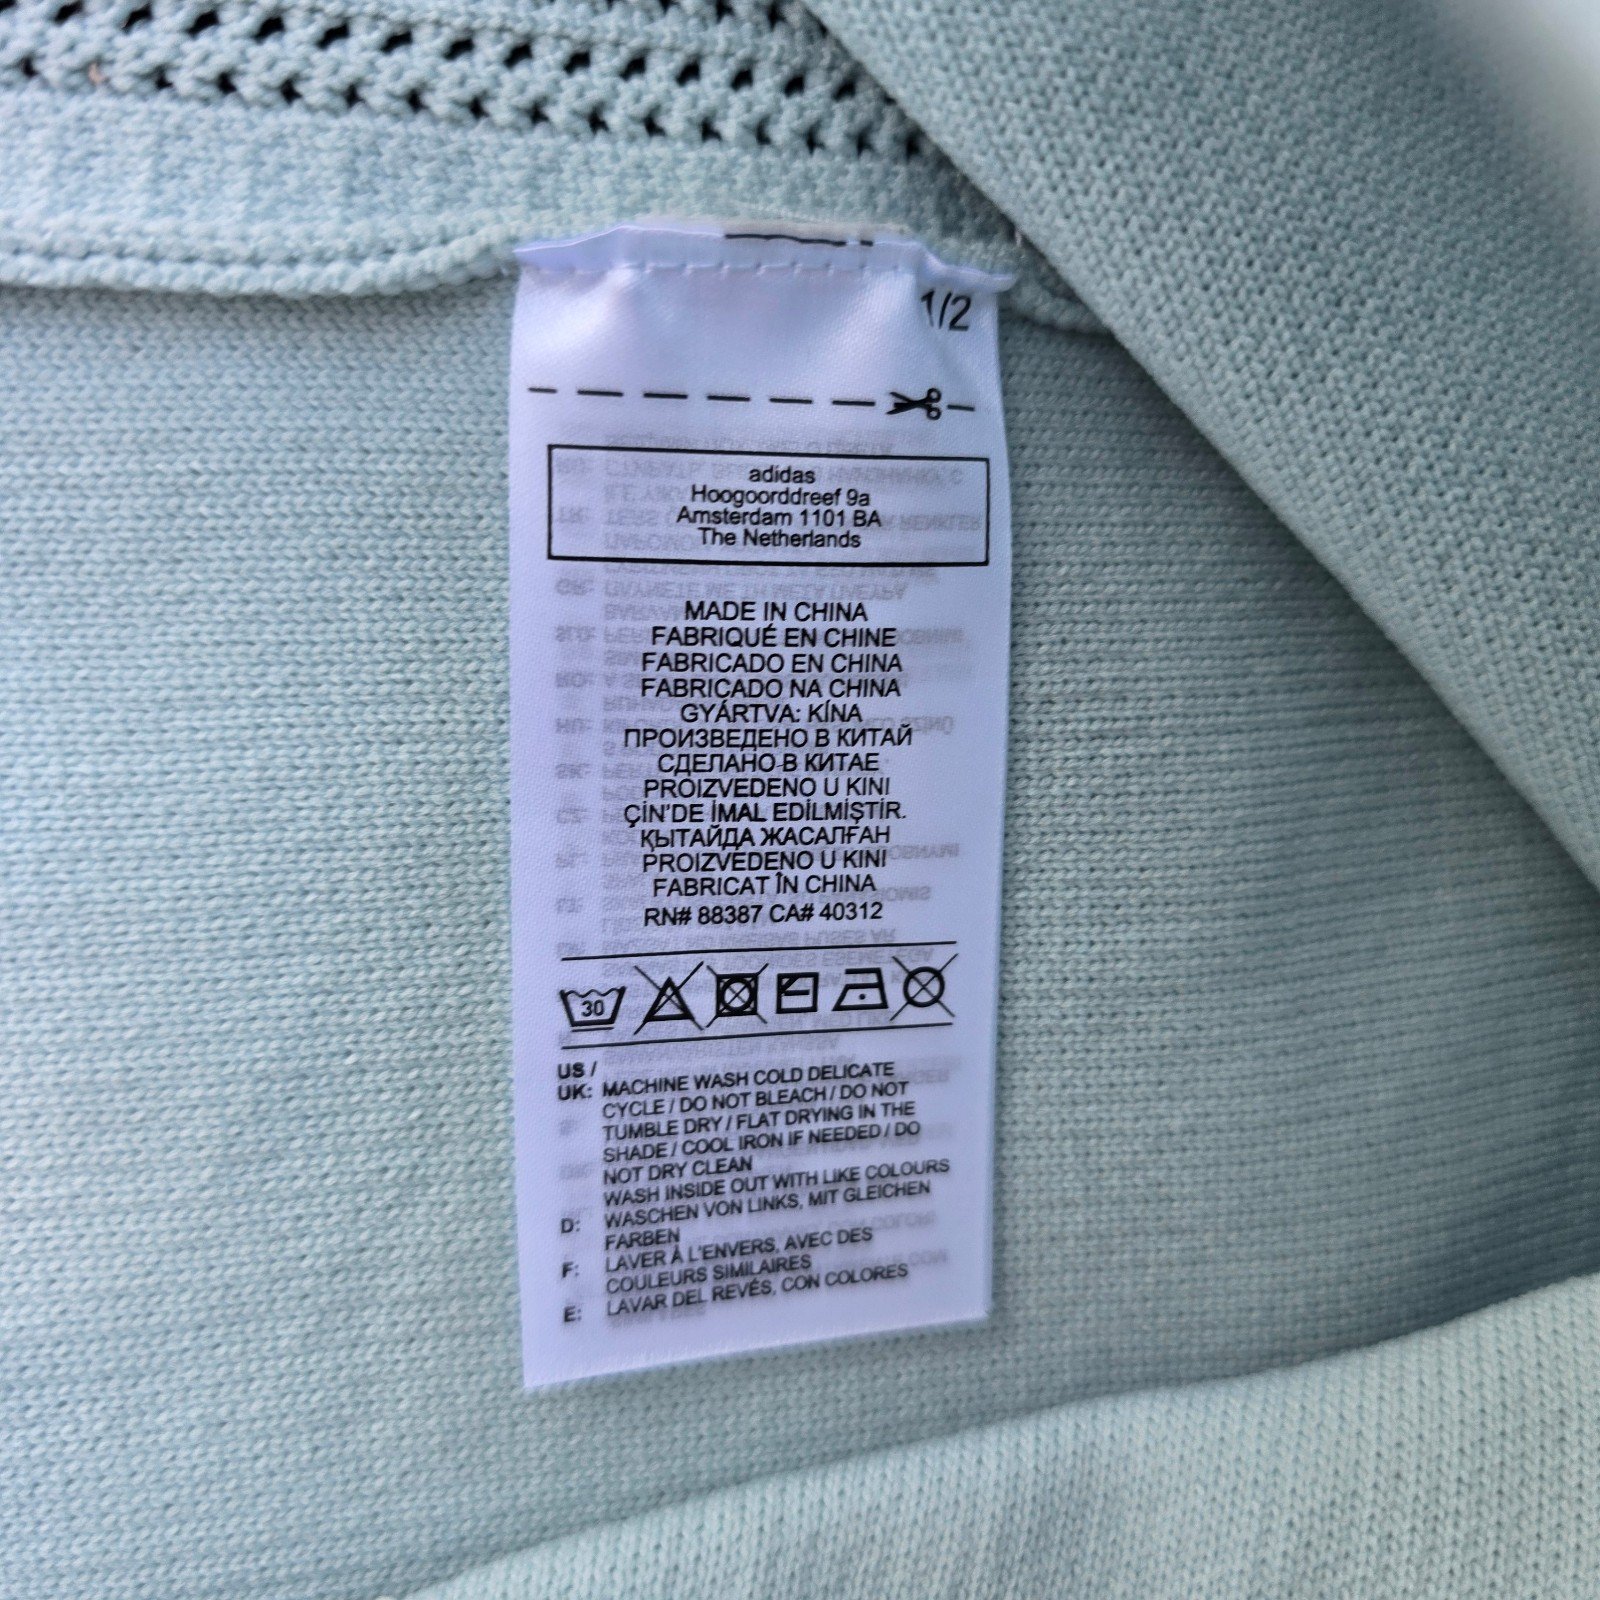 1/2
adidas
Hoogoorddreef 9a
Amsterdam 1101 BA
The Netherlands
MADE IN CHINA
FABRIQUÉ EN CHINE
FABRICADO EN CHINA
FABRICADO NA CHINA
GYÁRTVA: KÍNA
ПРОИЗВЕДЕНО В КИТАЙ
СДЕЛАНО В КИТАЕ
PROIZVEDENO U KINI
ÇİN'DE İMAL EDİLMİŞTİR.
ҚЫТАЙДА ЖАСАЛҒАН
PROIZVEDENO U KINI
FABRICAT ÎN CHINA
RN# 88387 CA# 40312
30
US /
UK: MACHINE WASH COLD DELICATE
CYCLE / DO NOT BLEACH / DO NOT
TUMBLE DRY / FLAT DRYING IN THE
SHADE / COOL IRON IF NEEDED / DO
NOT DRY CLEAN
WASH INSIDE OUT WITH LIKE COLOURS
D: WASCHEN VON LINKS, MIT GLEICHEN
FARBEN
F: LAVER À L'ENVERS, AVEC DES
COULEURS SIMILAIRES
E: LAVAR DEL REVÉS, CON COLORES